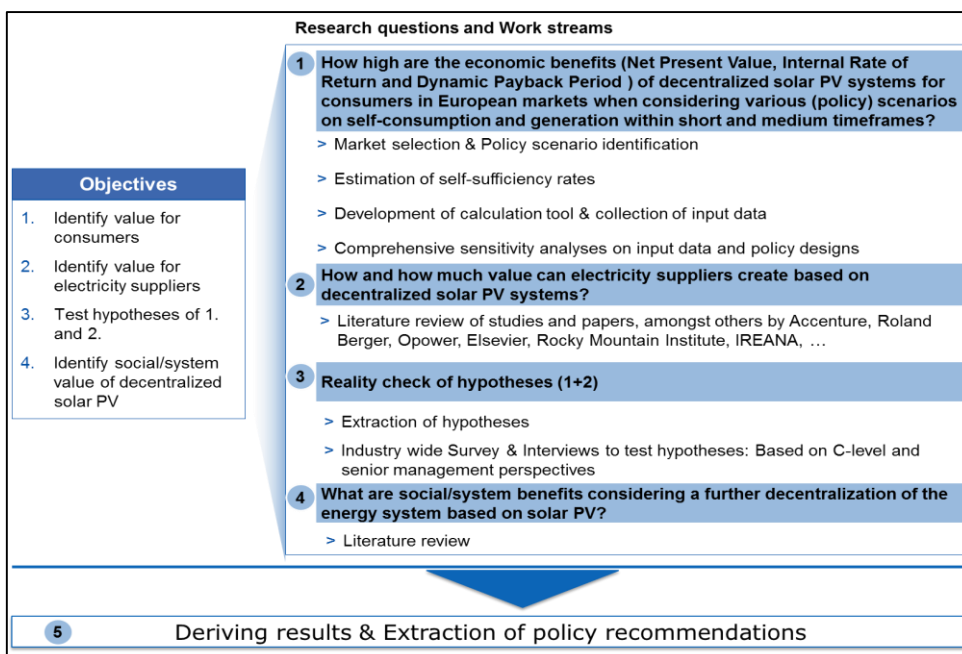 Research questions and Work streams
Objectives
1. Identify value for
consumers
2. Identify value for
electricity suppliers
3. Test hypotheses of 1.
and 2.
4. Identify social/system
value of decentralized
solar PV
1 How high are the economic benefits (Net Present Value, Internal Rate of
Return and Dynamic Payback Period ) of decentralized solar PV systems for
consumers in European markets when considering various (policy) scenarios
on self-consumption and generation within short and medium timeframes?
> Market selection & Policy scenario identification
> Estimation of self-sufficiency rates
> Development of calculation tool & collection of input data
> Comprehensive sensitivity analyses on input data and policy designs
2 How and how much value can electricity suppliers create based on
decentralized solar PV systems?
> Literature review of studies and papers, amongst others by Accenture, Roland
Berger, Opower, Elsevier, Rocky Mountain Institute, IREANA, …
3 Reality check of hypotheses (1+2)
> Extraction of hypotheses
> Industry wide Survey & Interviews to test hypotheses: Based on C-level and
senior management perspectives
4 What are social/system benefits considering a further decentralization of the
energy system based on solar PV?
> Literature review
5 Deriving results & Extraction of policy recommendations